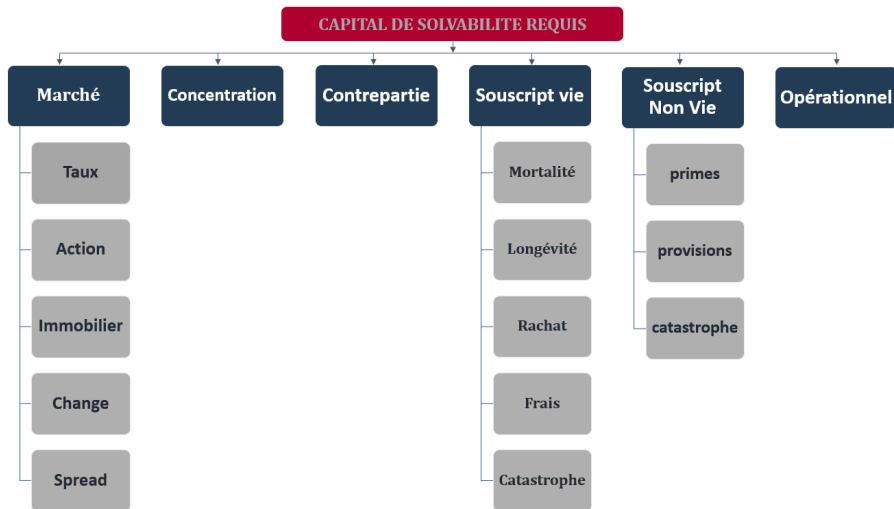 CAPITAL DE SOLVABILITE REQUIS
Marché
Concentration
Contrepartie
Souscript vie
Souscript
Non Vie
Opérationnel
Taux
Action
Immobilier
Change
Spread
Mortalité
Longévité
Rachat
Frais
Catastrophe
primes
provisions
catastrophe